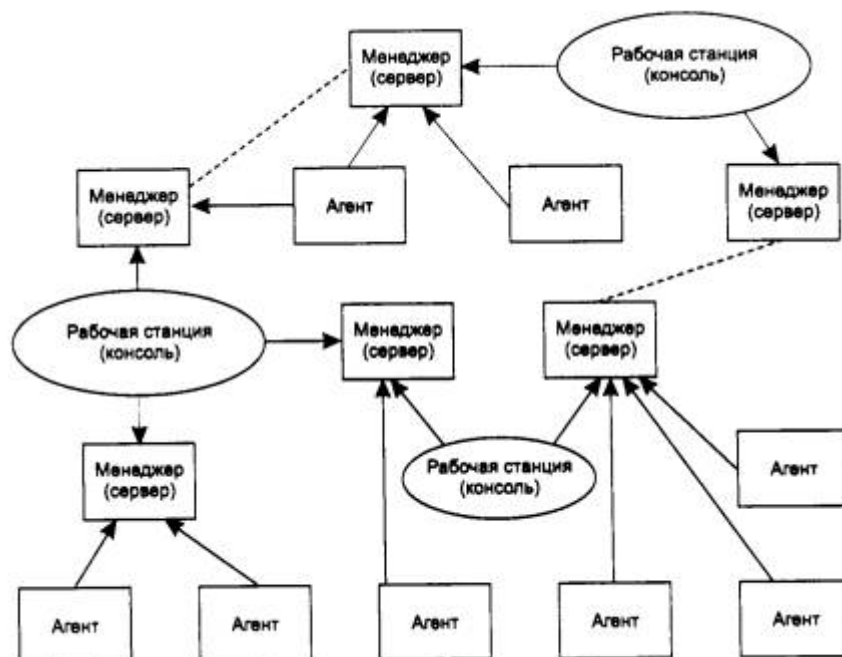 Менеджер
(сервер)
Рабочая станция
(консоль)
Менеджер
(сервер)
Агент
Агент
Менеджер
(сервер)
Рабочая станция
(консоль)
Менеджер
(сервер)
Менеджер
(сервер)
Менеджер
(сервер)
Рабочая станция
(консоль)
Агент
Агент
Агент
Агент
Агент
Агент